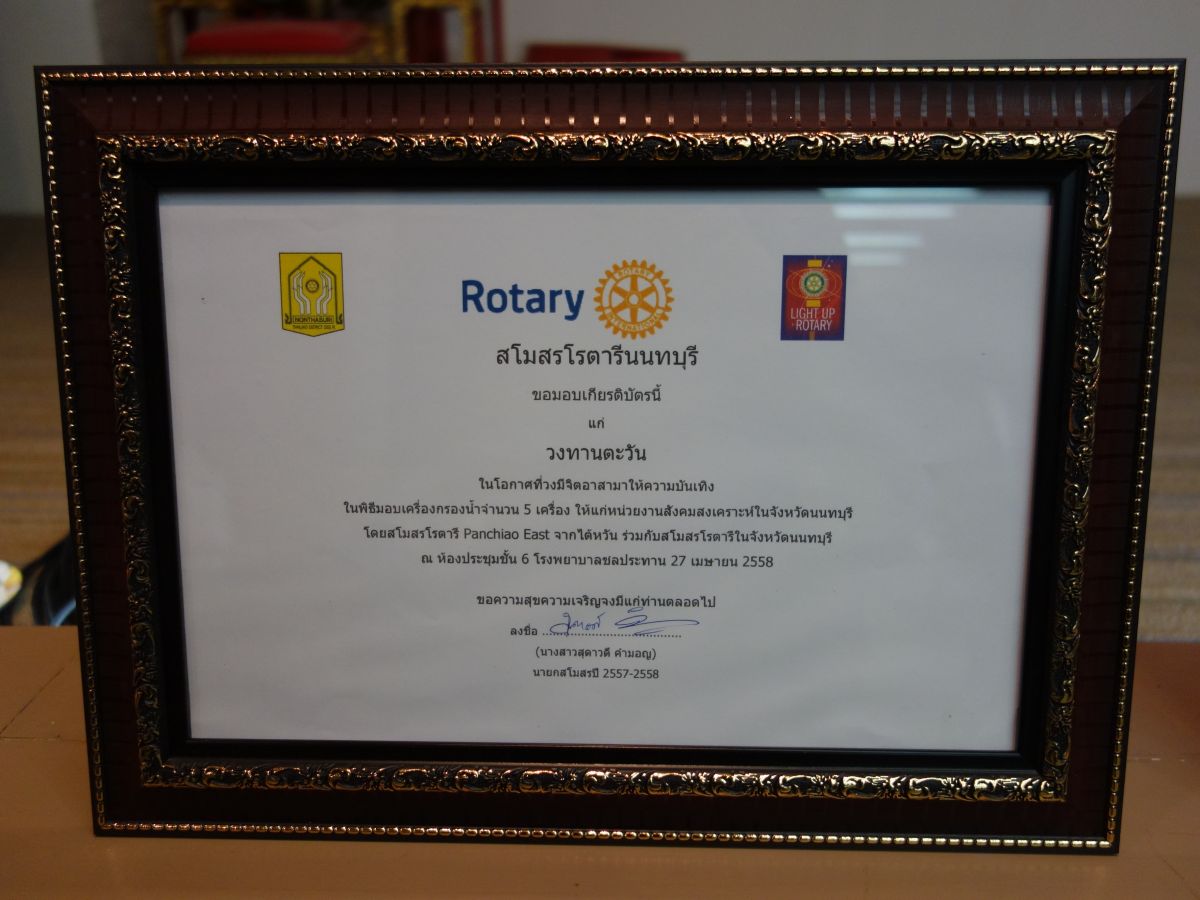 NONTHABURI
Rotary
ROTARY
INTERNATIONAL
LIGHT UP
ROTARY
สโมสรโรตารีนนทบุรี
ขอมอบเกียรติบัตรนี้
แก่
วงทานตะวัน
ในโอกาสที่วงมีจิตอาสามาให้ความบันเทิง
ในพิธีมอบเครื่องกรองน้ำจำนวน 5 เครื่อง ให้แก่หน่วยงานสังคมสงเคราะห์ในจังหวัดนนทบุรี
โดยสโมสรโรตารี Panchiao East จากไต้หวัน ร่วมกับสโมสรโรตารีในจังหวัดนนทบุรี
ณ ห้องประชุมชั้น 6 โรงพยาบาลชลประทาน 27 เมษายน 2558
ขอความสุขความเจริญจงมีแก่ท่านตลอดไป
ลงชื่อ
(นางสาวสุดาวดี คำมอญ)
นายกสโมสรปี 2557-2558